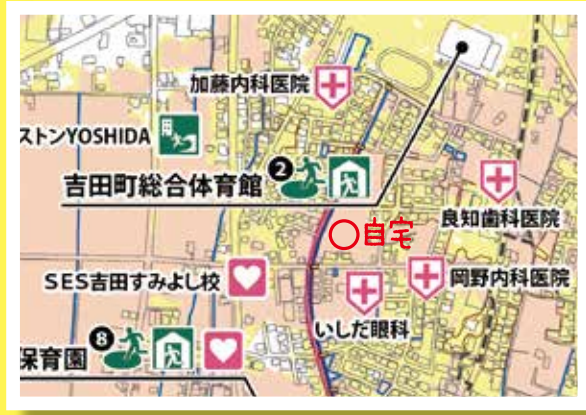 加藤内科医院
ストンYOSHIDA
吉田町総合体育館 2
良知歯科医院
自宅
SES吉田すみよし校
岡野内科医院
いしだ眼科
保育園 8